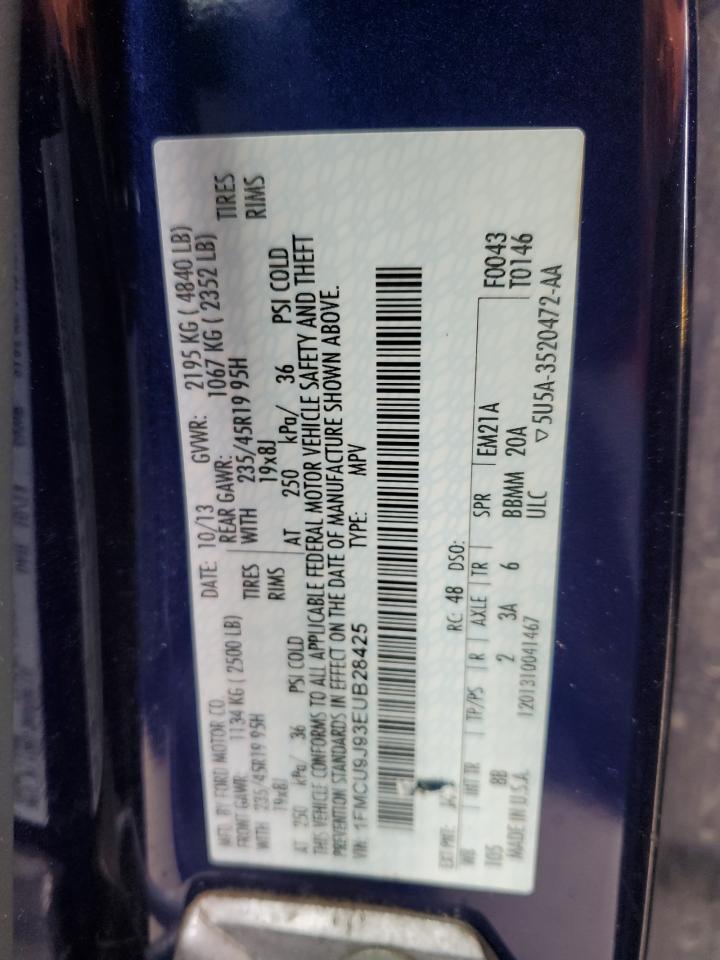 MFD. BY FORD MOTOR CO. DATE: 10/13 GVWR: 2195 KG ( 4840 LB)
FRONT GAWR: 1134 KG ( 2500 LB) REAR GAWR: 1067 KG ( 2352 LB)
WITH 235/45R19 95H TIRES WITH 235/45R19 95H TIRES
19x8J RIMS 19x8J RIMS
AT 250 kPa/ 36 PSI COLD AT 250 kPa/ 36 PSI COLD
THIS VEHICLE CONFORMS TO ALL APPLICABLE FEDERAL MOTOR VEHICLE SAFETY AND THEFT
PREVENTION STANDARDS IN EFFECT ON THE DATE OF MANUFACTURE SHOWN ABOVE.
VIN: 1FMCU9J93EUB28425 TYPE: MPV
EXT PNT: RC: 48 DSO:
WB INT TR TP/PS R AXLE TR SPR EM21A F0043
105 8B 2 3A 6 BBMM 20A T0146
MADE IN U.S.A. 1201310041467 ULC
▽5U5A-3520472-AA